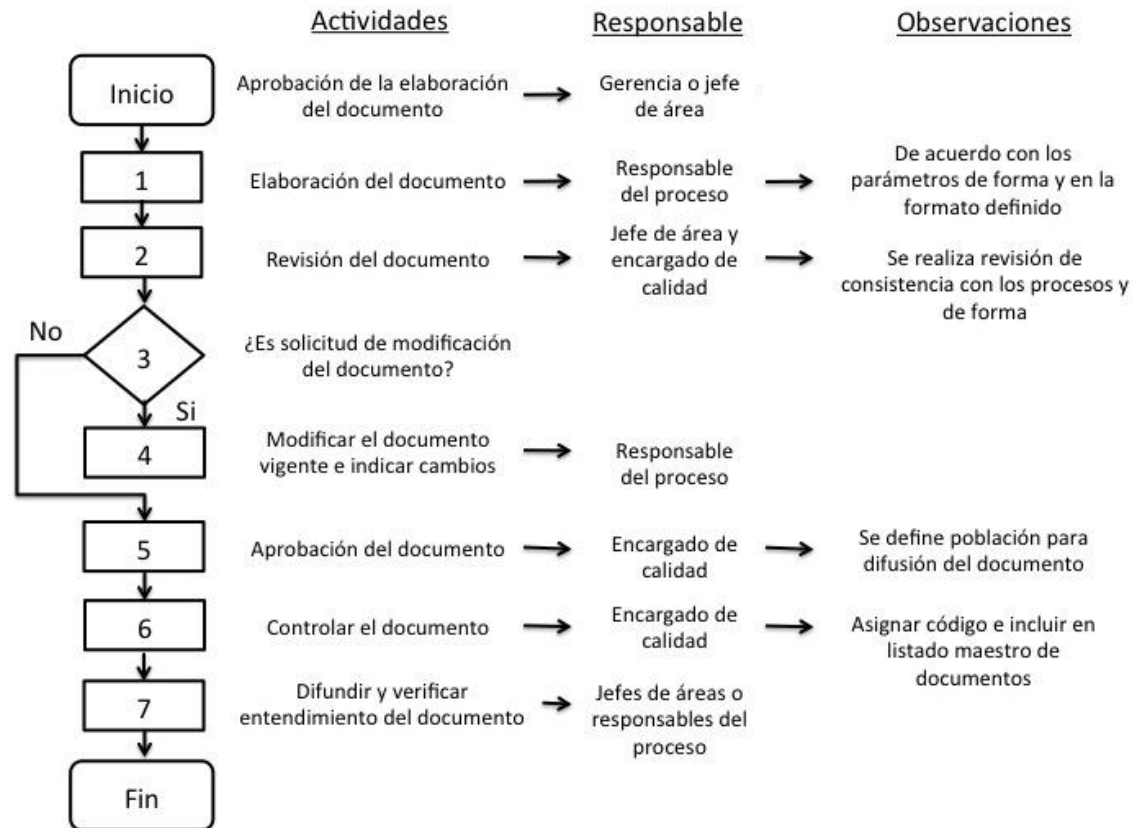 Actividades Responsable Observaciones
Inicio
Aprobación de la elaboración
del documento
Gerencia o jefe
de área
1
Elaboración del documento
Responsable
del proceso
De acuerdo con los
parámetros de forma y en la
formato definido
2
Revisión del documento
Jefe de área y
encargado de
calidad
Se realiza revisión de
consistencia con los procesos y
de forma
No
3
¿Es solicitud de modificación
del documento?
Si
4
Modificar el documento
vigente e indicar cambios
Responsable
del proceso
5
Aprobación del documento
Encargado de
calidad
Se define población para
difusión del documento
6
Controlar el documento
Encargado de
calidad
Asignar código e incluir en
listado maestro de
documentos
7
Difundir y verificar
entendimiento del documento
Jefes de áreas o
responsables del
proceso
Fin